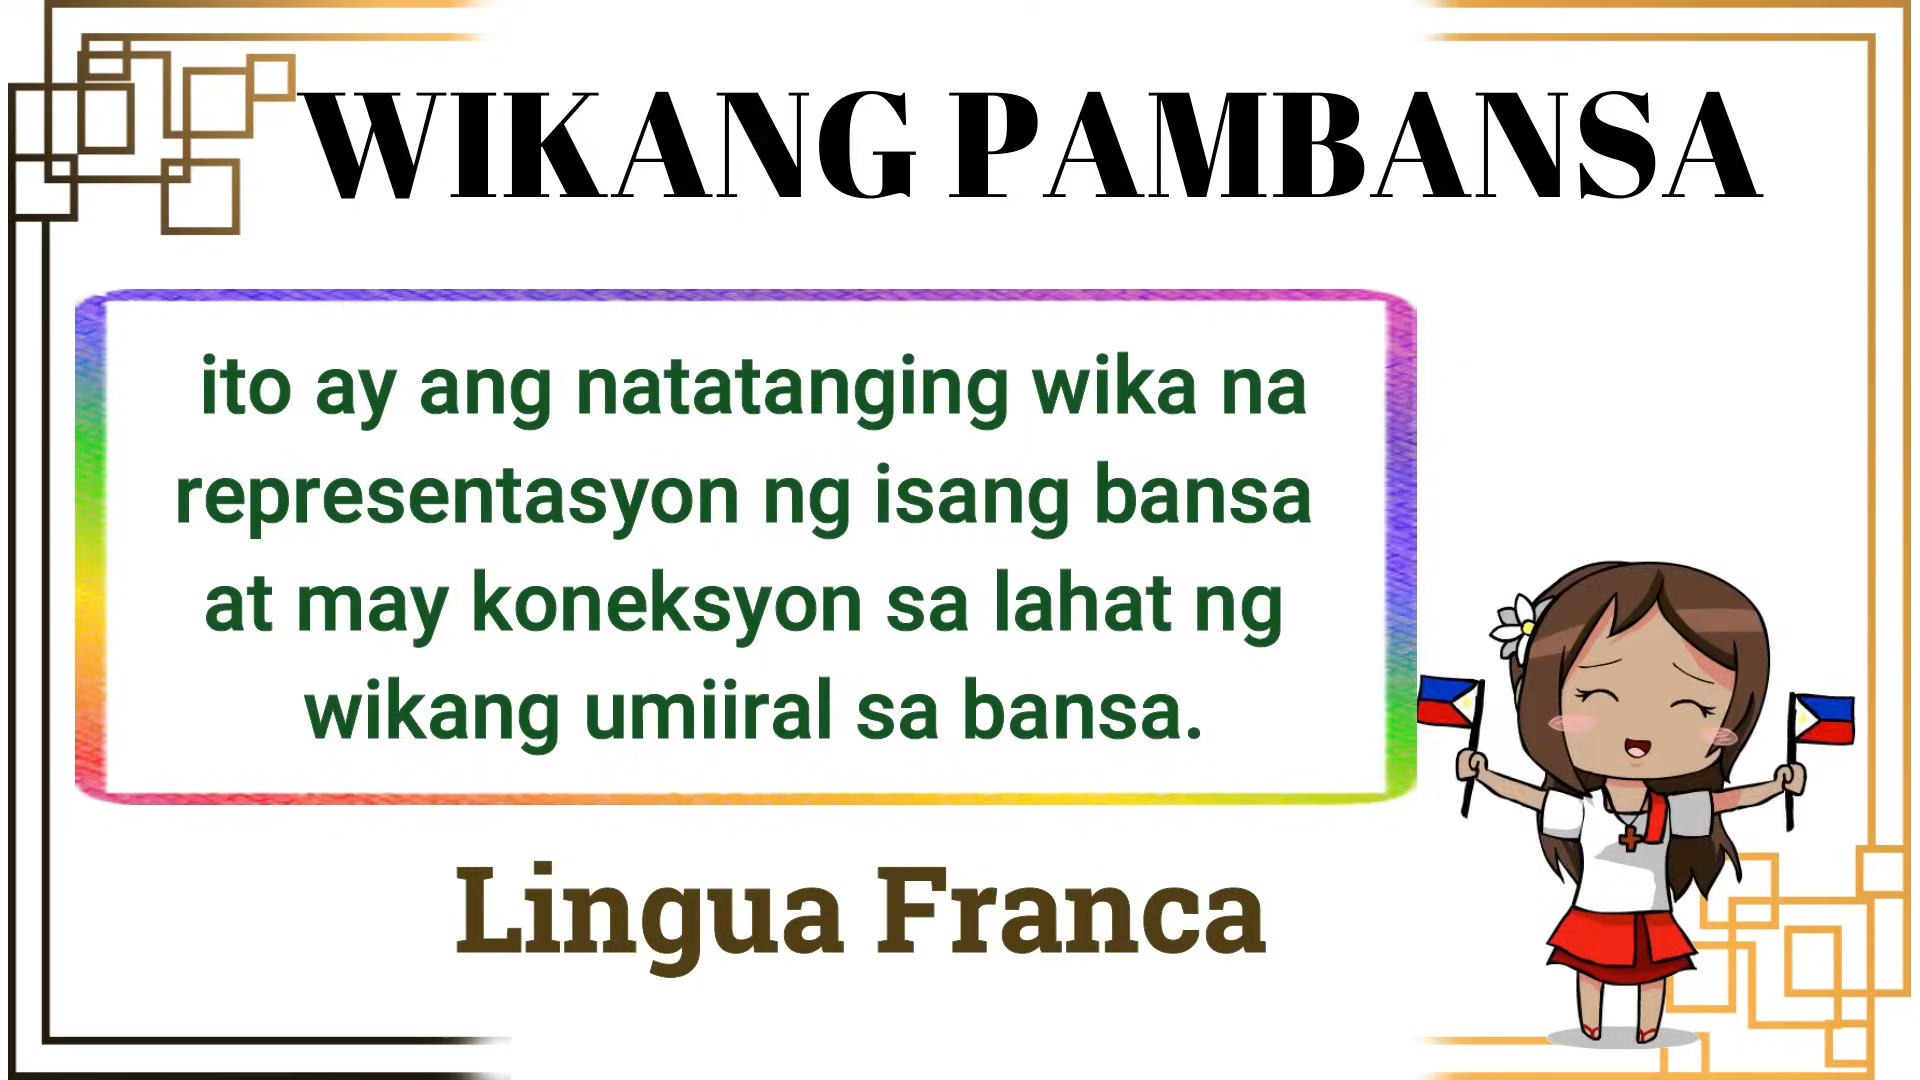 WIKANG PAMBANSA
ito ay ang natatanging wika na
representasyon ng isang bansa
at may koneksyon sa lahat ng
wikang umiiral sa bansa.
Lingua Franca